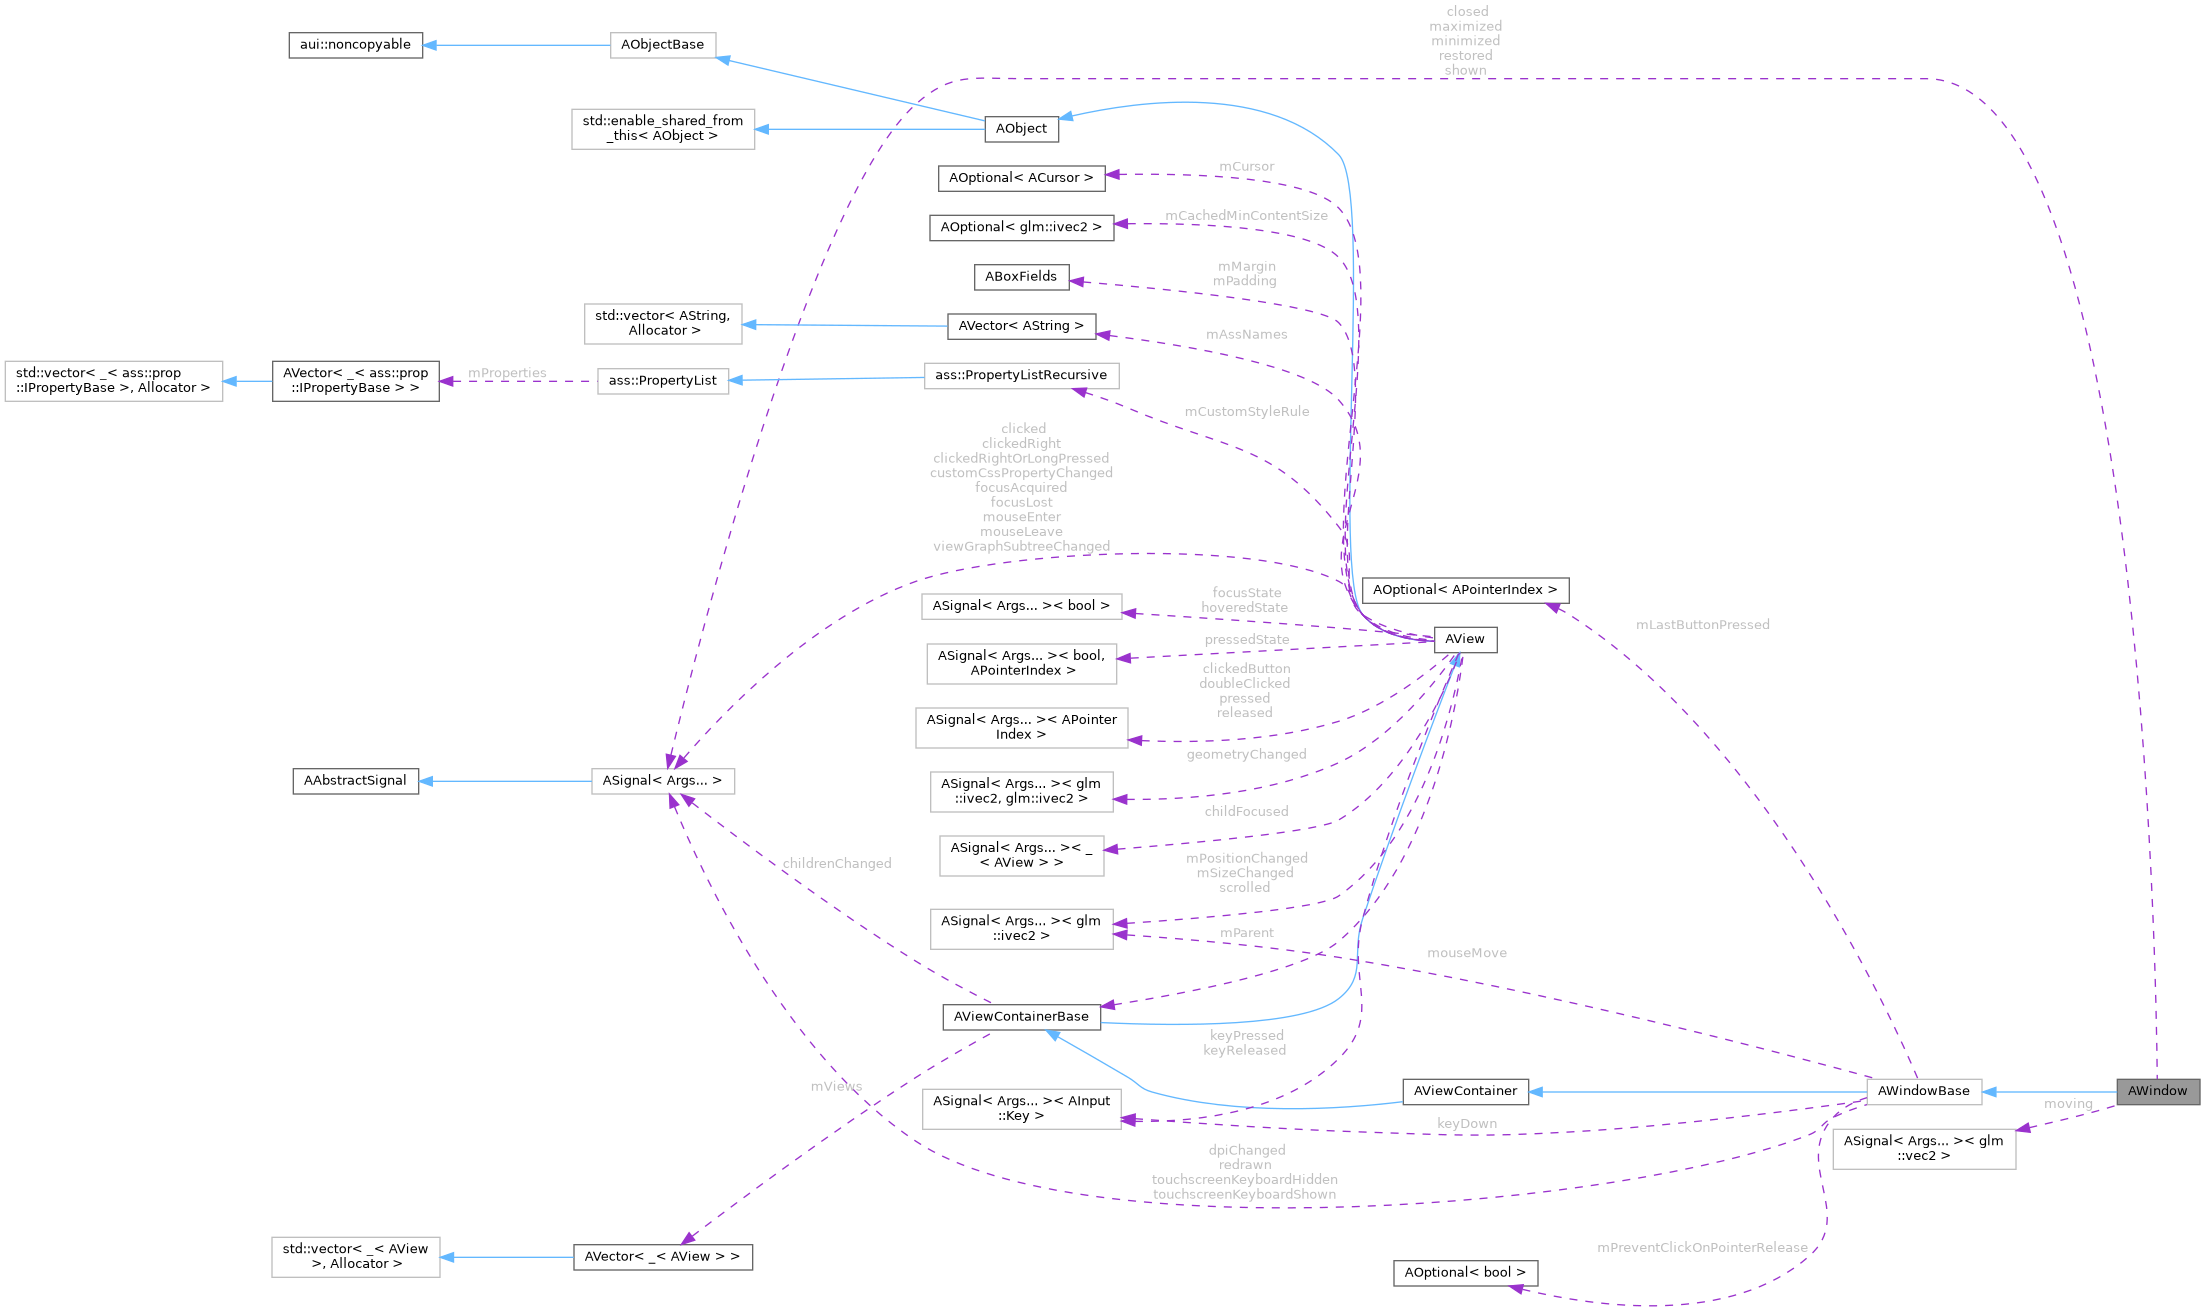 closed
maximized
minimized
restored
shown
aui::noncopyable
AObjectBase
std::enable_shared_from
_this< AObject >
AObject
mCursor
AOptional< ACursor >
mCachedMinContentSize
AOptional< glm::ivec2 >
mMargin
mPadding
ABoxFields
std::vector< AString,
Allocator >
AVector< AString >
mAssNames
std::vector< _< ass::prop
::IPropertyBase >, Allocator >
AVector< _< ass::prop
::IPropertyBase > >
mProperties
ass::PropertyList
ass::PropertyListRecursive
mCustomStyleRule
clicked
clickedRight
clickedRightOrLongPressed
customCssPropertyChanged
focusAcquired
focusLost
mouseEnter
mouseLeave
viewGraphSubtreeChanged
AOptional< APointerIndex >
focusState
hoveredState
ASignal< Args... >< bool >
mLastButtonPressed
AView
pressedState
ASignal< Args... >< bool,
APointerIndex >
clickedButton
doubleClicked
pressed
released
ASignal< Args... >< APointer
Index >
geometryChanged
AAbstractSignal
ASignal< Args... >
ASignal< Args... >< glm
::ivec2, glm::ivec2 >
childFocused
ASignal< Args... >< _
< AView > >
childrenChanged
mPositionChanged
mSizeChanged
scrolled
ASignal< Args... >< glm
::ivec2 >
mParent
mouseMove
AViewContainerBase
keyPressed
keyReleased
mViews
ASignal< Args... >< AInput
::Key >
AViewContainer
AWindowBase
AWindow
moving
keyDown
ASignal< Args... >< glm
::vec2 >
dpiChanged
redrawn
touchscreenKeyboardHidden
touchscreenKeyboardShown
std::vector< _< AView
>, Allocator >
AVector< _< AView > >
mPreventClickOnPointerRelease
AOptional< bool >